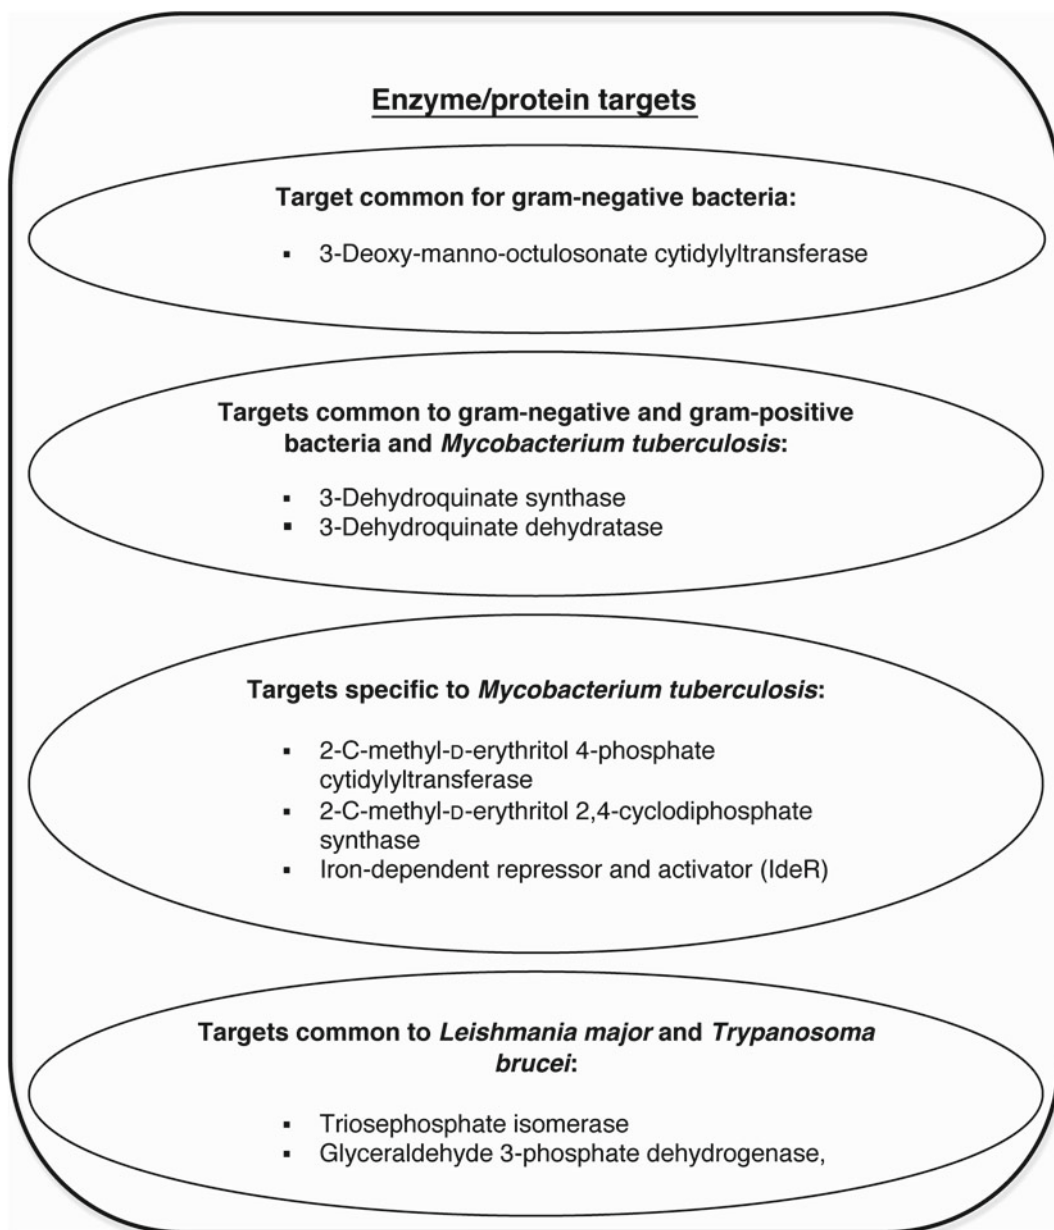 Enzyme/protein targets
Target common for gram-negative bacteria:
▪ 3-Deoxy-manno-octulosonate cytidylyltransferase
Targets common to gram-negative and gram-positive
bacteria and Mycobacterium tuberculosis:
▪ 3-Dehydroquinate synthase
▪ 3-Dehydroquinate dehydratase
Targets specific to Mycobacterium tuberculosis:
▪ 2-C-methyl-D-erythritol 4-phosphate
cytidylyltransferase
▪ 2-C-methyl-D-erythritol 2,4-cyclodiphosphate
synthase
▪ Iron-dependent repressor and activator (IdeR)
Targets common to Leishmania major and Trypanosoma
brucei:
▪ Triosephosphate isomerase
▪ Glyceraldehyde 3-phosphate dehydrogenase,